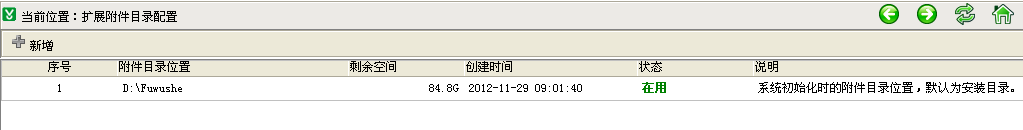 当前位置：扩展附件目录配置
新增
序号 附件目录位置 剩余空间 创建时间 状态 说明
1 D:\Fuwushe 84.8G 2012-11-29 09:01:40 在用 系统初始化时的附件目录位置，默认为安装目录。